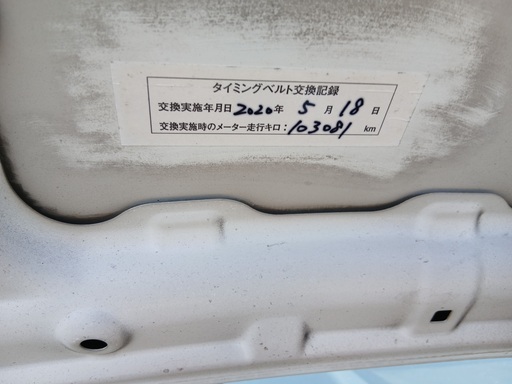 タイミングベルト交換記録
交換実施年月日 2020年 5月 18日
交換実施時のメーター走行キロ:103081 km